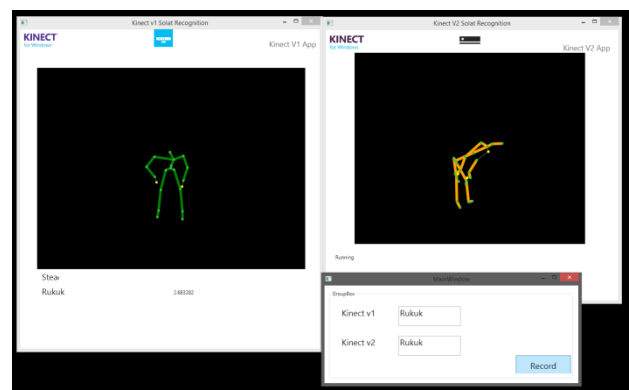 Kinect v1 Solat Recognition
KINECT
for Windows
Kinect V1 App
Rukuk
2.683282
Kinect V2 Solat Recognition
KINECT
for Windows
Kinect V2 App
Running
MainWindow
GroupBox
Kinect v1
Rukuk
Kinect v2
Rukuk
Record